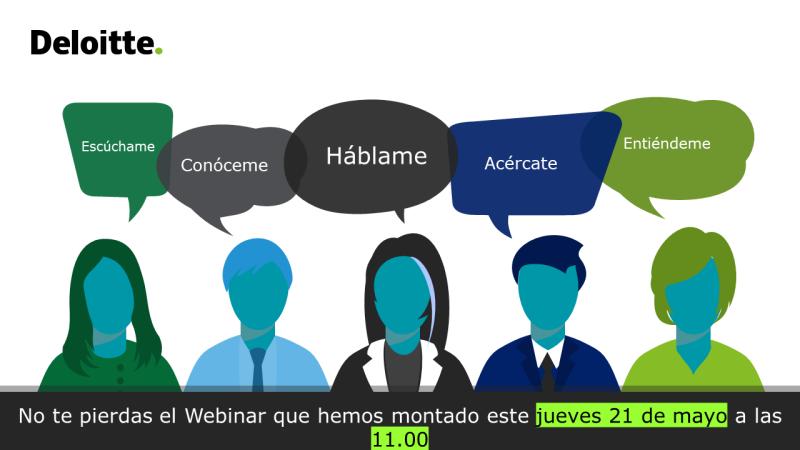 Deloitte.
Escúchame
Conóceme
Háblame
Acércate
Entiéndeme
No te pierdas el Webinar que hemos montado este jueves 21 de mayo a las
11.00